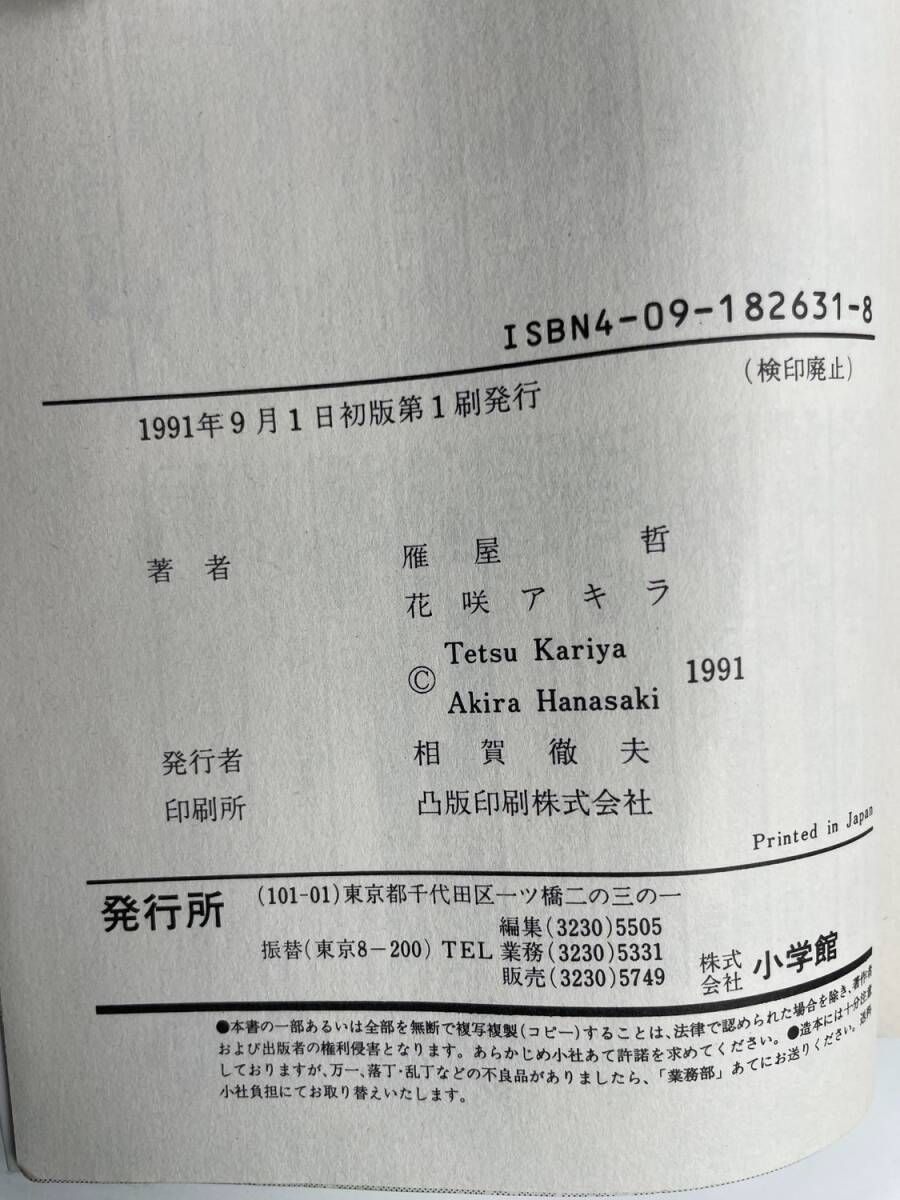 ISBN4-09-182631-8
(検印廃止)
1991年9月1日初版第1刷発行
著者 雁屋 哲
花咲アキラ
© Tetsu Kariya
Akira Hanasaki 1991
発行者 相賀徹夫
印刷所 凸版印刷株式会社
Printed in Japan
発行所 (101-01)東京都千代田区一ツ橋二の三の一
編集(3230)5505
振替(東京8-200) TEL 業務(3230)5331
販売(3230)5749
株式会社 小学館
●本書の一部あるいは全部を無断で複写複製(コピー)することは、法律で認められた場合を除き、著作者
および出版者の権利侵害となります。あらかじめ小社あて許諾を求めてください。●造本には十分注意
しておりますが、万一、落丁・乱丁などの不良品がありましたら、「業務部」あてにお送りください。送料
小社負担にてお取り替えいたします。